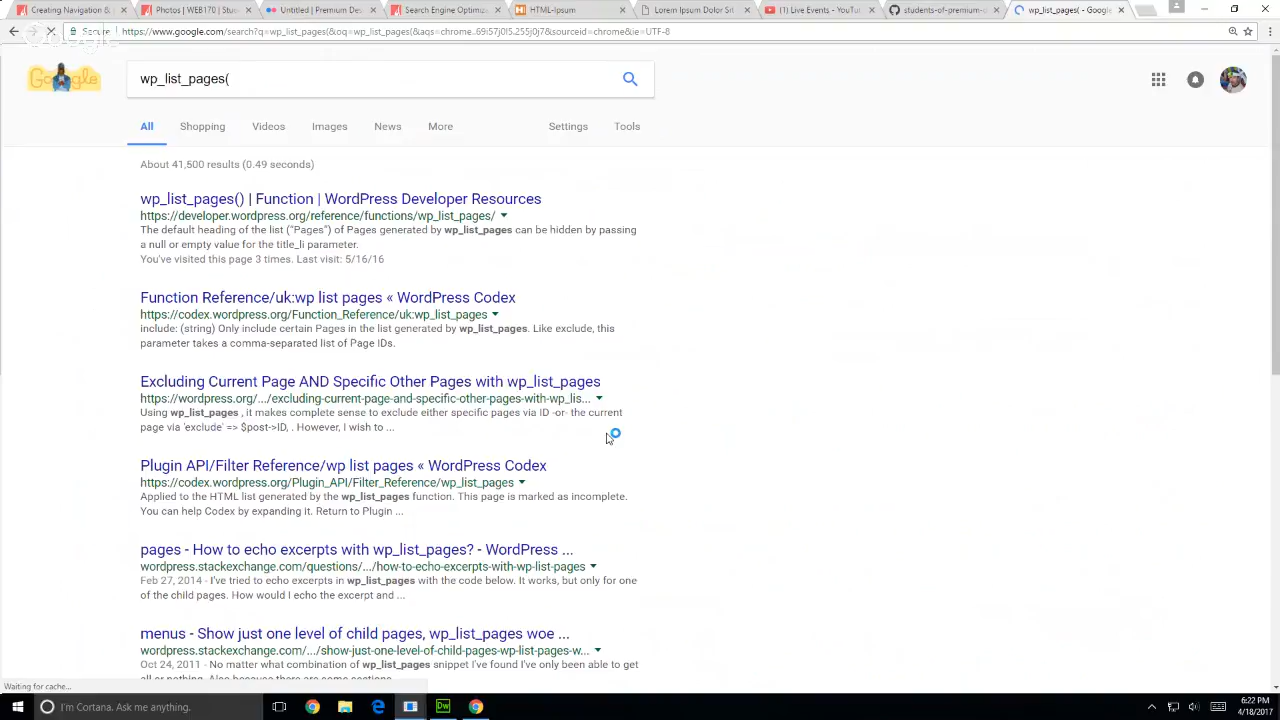 Creating Navigation &
Photos | WEB170 | Stu
Untitled | Premium De
Search Engine Optimiz
HTML-Ipsum
Lorem Ipsum Dolor Sit
(1) Live Events - YouTube
students-of-premium-d
wp_list_pages( - Google
Secure
https://www.google.com/search?q=wp_list_pages(&oq=wp_list_pages(&aqs=chrome..69i57j0l5.255j0j7&sourceid=chrome&ie=UTF-8
Google
wp_list_pages(
All
Shopping
Videos
Images
News
More
Settings
Tools
About 41,500 results (0.49 seconds)
wp_list_pages() | Function | WordPress Developer Resources
https://developer.wordpress.org/reference/functions/wp_list_pages/
The default heading of the list ("Pages") of Pages generated by wp_list_pages can be hidden by passing
a null or empty value for the title_li parameter.
You've visited this page 3 times. Last visit: 5/16/16
Function Reference/uk:wp list pages « WordPress Codex
https://codex.wordpress.org/Function_Reference/uk:wp_list_pages
include: (string) Only include certain Pages in the list generated by wp_list_pages. Like exclude, this
parameter takes a comma-separated list of Page IDs.
Excluding Current Page AND Specific Other Pages with wp_list_pages
https://wordpress.org/.../excluding-current-page-and-specific-other-pages-with-wp_lis...
Using wp_list_pages , it makes complete sense to exclude either specific pages via ID -or- the current
page via 'exclude' => $post->ID, . However, I wish to ...
Plugin API/Filter Reference/wp list pages « WordPress Codex
https://codex.wordpress.org/Plugin_API/Filter_Reference/wp_list_pages
Applied to the HTML list generated by the wp_list_pages function. This page is marked as incomplete.
You can help Codex by expanding it. Return to Plugin ...
pages - How to echo excerpts with wp_list_pages? - WordPress ...
wordpress.stackexchange.com/questions/.../how-to-echo-excerpts-with-wp-list-pages
Feb 27, 2014 - I've tried to echo excerpts in wp_list_pages with the code below. It works, but only for one
of the child pages. How would I echo the excerpt and ...
menus - Show just one level of child pages, wp_list_pages woe ...
wordpress.stackexchange.com/.../show-just-one-level-of-child-pages-wp-list-pages-w...
Oct 24, 2011 - No matter what combination of wp_list_pages snippet I've found I've only been able to get
all or nothing. Also because there are some sections
Waiting for cache...
I'm Cortana. Ask me anything.
Dw
6:22 PM
4/18/2017